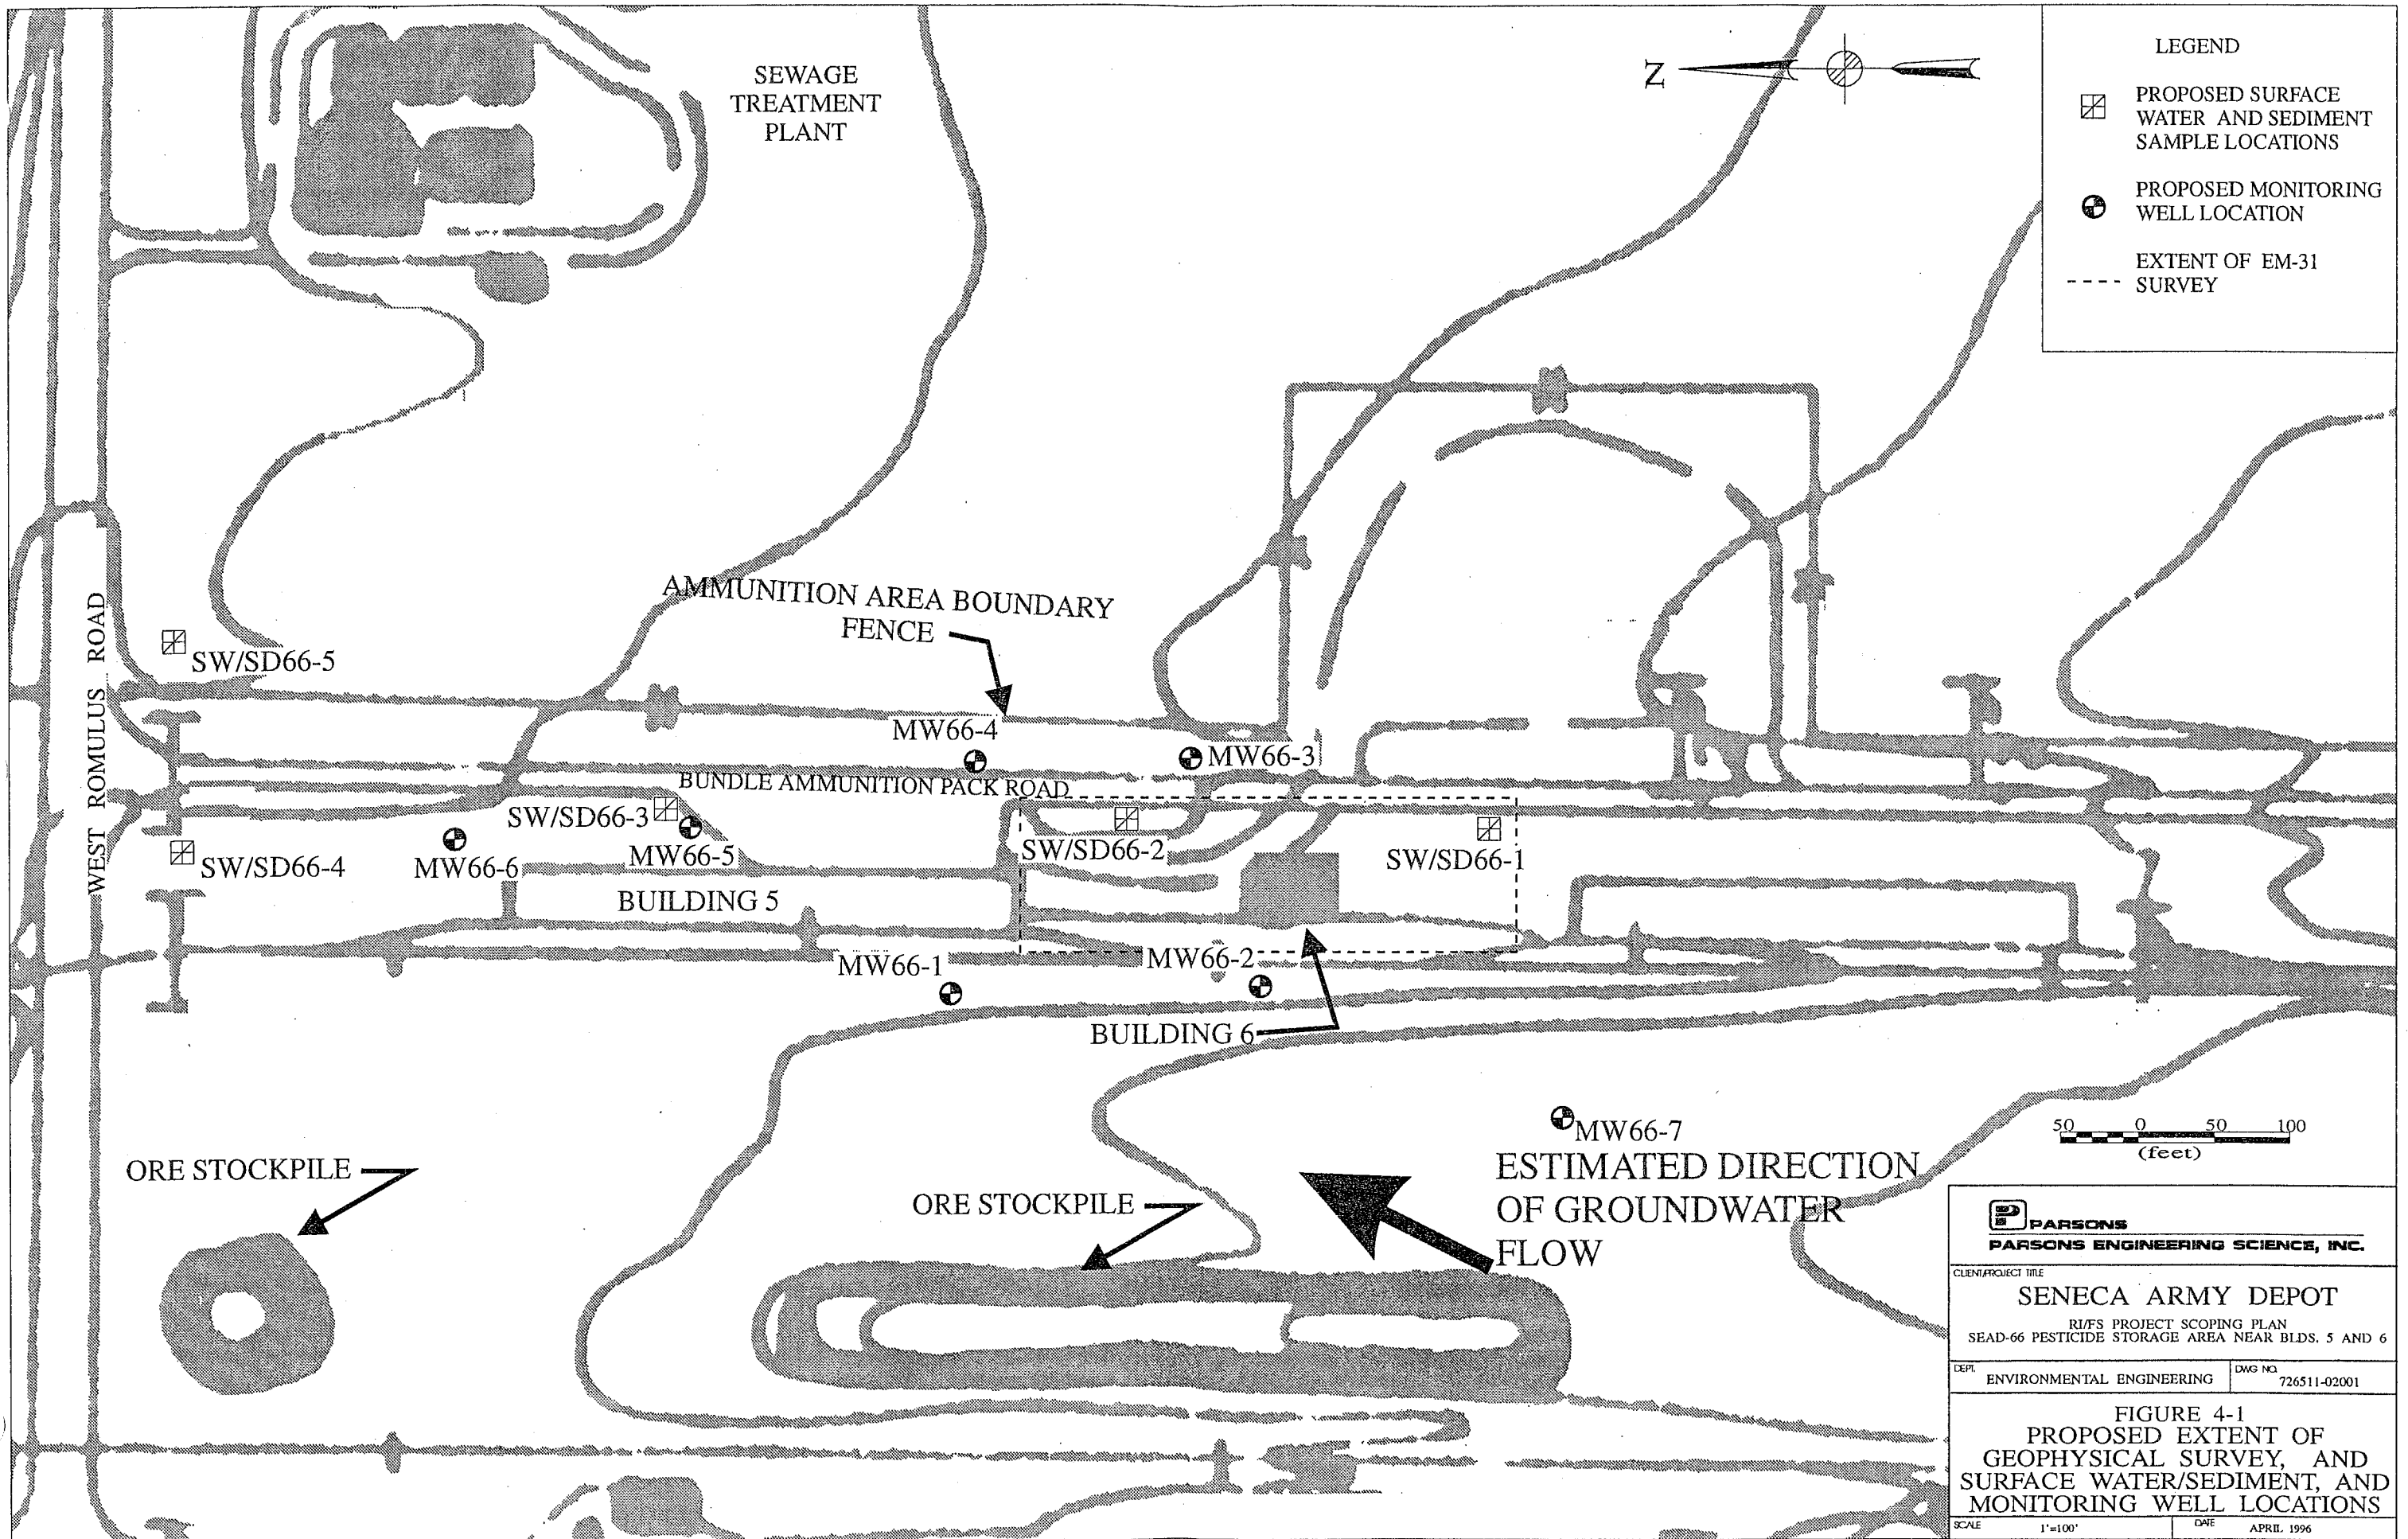 SEWAGE
TREATMENT
PLANT
Z
LEGEND
PROPOSED SURFACE
WATER AND SEDIMENT
SAMPLE LOCATIONS
PROPOSED MONITORING
WELL LOCATION
EXTENT OF EM-31
SURVEY
AMMUNITION AREA BOUNDARY
FENCE
WEST ROMULUS ROAD
SW/SD66-5
MW66-4
MW66-3
BUNDLE AMMUNITION PACK ROAD
SW/SD66-3
SW/SD66-2
SW/SD66-1
SW/SD66-4
MW66-6
MW66-5
BUILDING 5
MW66-1
MW66-2
BUILDING 6
MW66-7
50 0 50 100
(feet)
ORE STOCKPILE
ORE STOCKPILE
ESTIMATED DIRECTION
OF GROUNDWATER
FLOW
P PARSONS
PARSONS ENGINEERING SCIENCE, INC.
CLIENT/PROJECT TITLE
SENECA ARMY DEPOT
RI/FS PROJECT SCOPING PLAN
SEAD-66 PESTICIDE STORAGE AREA NEAR BLDS. 5 AND 6
DEPT. ENVIRONMENTAL ENGINEERING
DWG NO. 726511-02001
FIGURE 4-1
PROPOSED EXTENT OF
GEOPHYSICAL SURVEY, AND
SURFACE WATER/SEDIMENT, AND
MONITORING WELL LOCATIONS
SCALE 1'=100'
DATE APRIL 1996